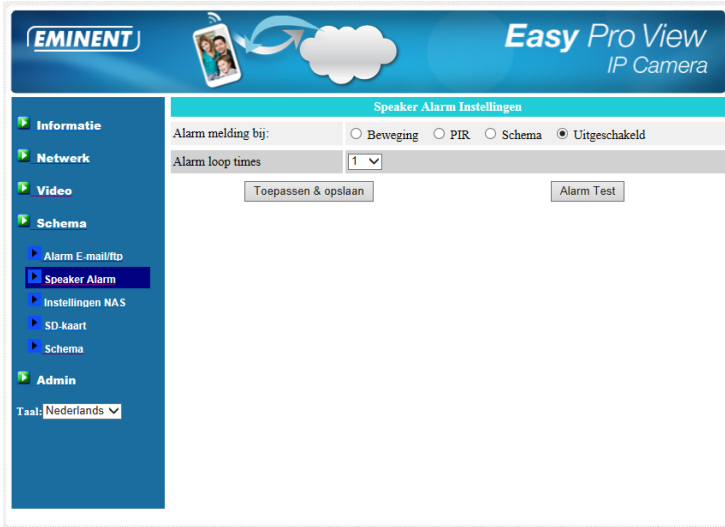 EMINENT
Easy Pro View
IP Camera
Informatie
Netwerk
Video
Schema
Alarm E-mail/ftp
Speaker Alarm
Instellingen NAS
SD-kaart
Schema
Admin
Taal: Nederlands
Speaker Alarm Instellingen
Alarm melding bij: Beweging PIR Schema Uitgeschakeld
Alarm loop times 1
Toepassen & opslaan Alarm Test